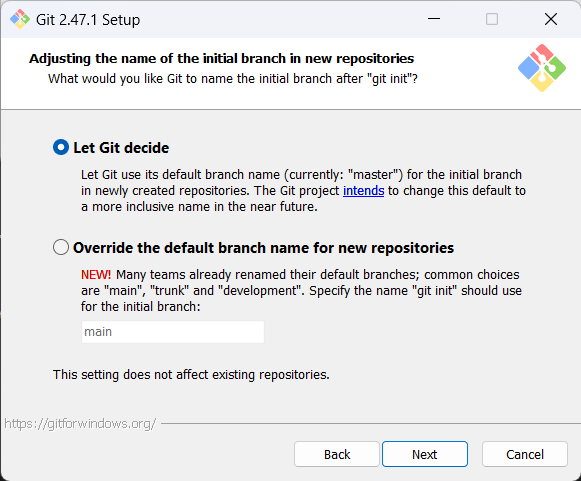 Git 2.47.1 Setup
Adjusting the name of the initial branch in new repositories
What would you like Git to name the initial branch after "git init"?
Let Git decide
Let Git use its default branch name (currently: "master") for the initial branch
in newly created repositories. The Git project intends to change this default to
a more inclusive name in the near future.
Override the default branch name for new repositories
NEW! Many teams already renamed their default branches; common choices
are "main", "trunk" and "development". Specify the name "git init" should use
for the initial branch:
main
This setting does not affect existing repositories.
https://gitforwindows.org/
Back
Next
Cancel